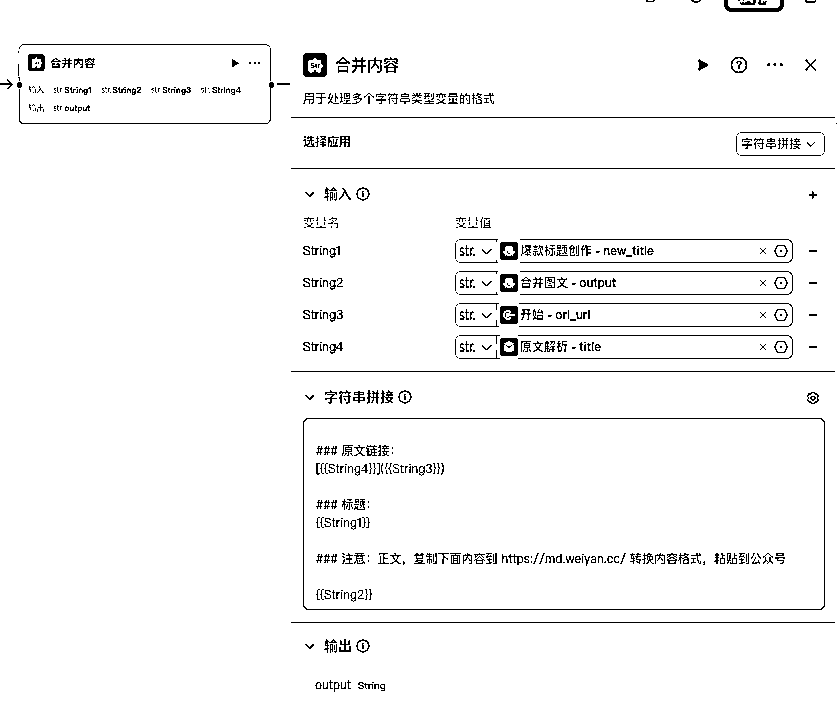 合并内容
输入 str.String1 str.String2 str.String3 str.String4
输出 str.output
合并内容
用于处理多个字符串类型变量的格式
选择应用 字符串拼接
输入
变量名 变量值
String1 str. 爆款标题创作 - new_title
String2 str. 合并图文 - output
String3 str. 开始 - ori_url
String4 str. 原文解析 - title
字符串拼接
### 原文链接：
[{{String4}}]({{String3}})
### 标题：
{{String1}}
### 注意：正文，复制下面内容到 https://md.weiyan.cc/ 转换内容格式，粘贴到公众号
{{String2}}
输出
output String